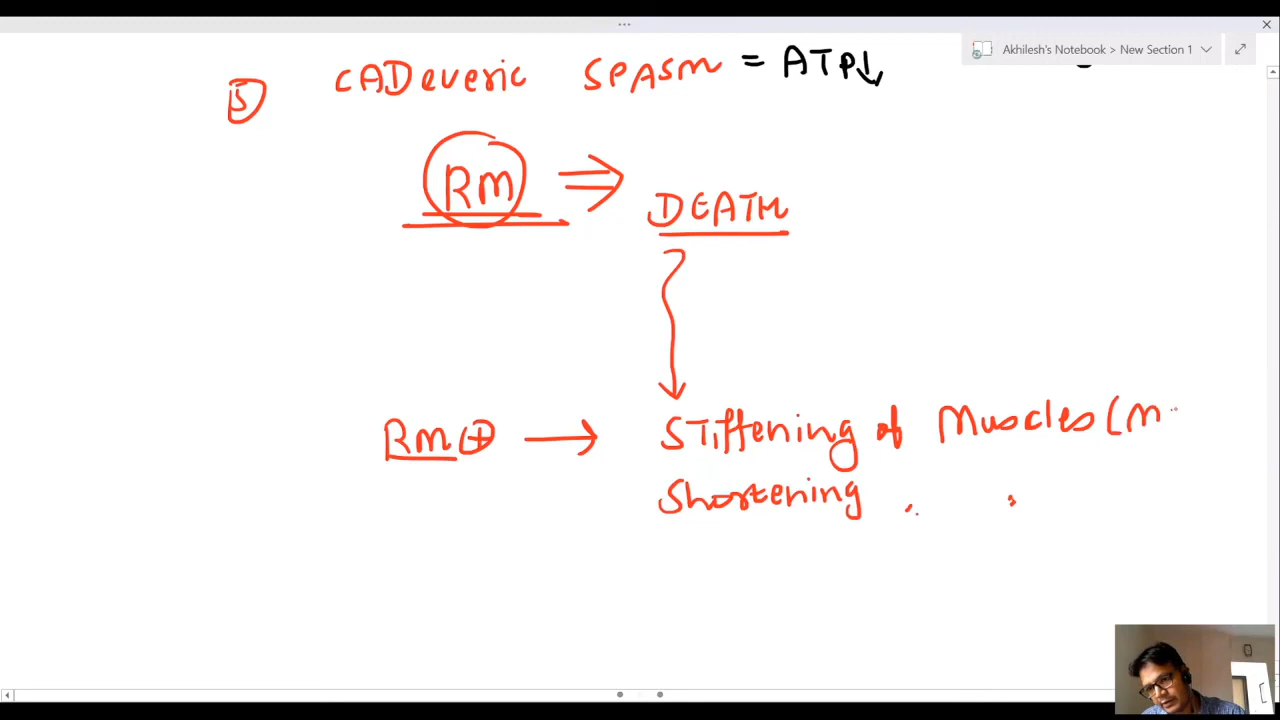 Akhilesh's Notebook > New Section 1
5 CADeveric SPASM = ATP↓
RM ⇒
DEATH
RM⊕ → Stiffening of Muscles (M
Shortening " "